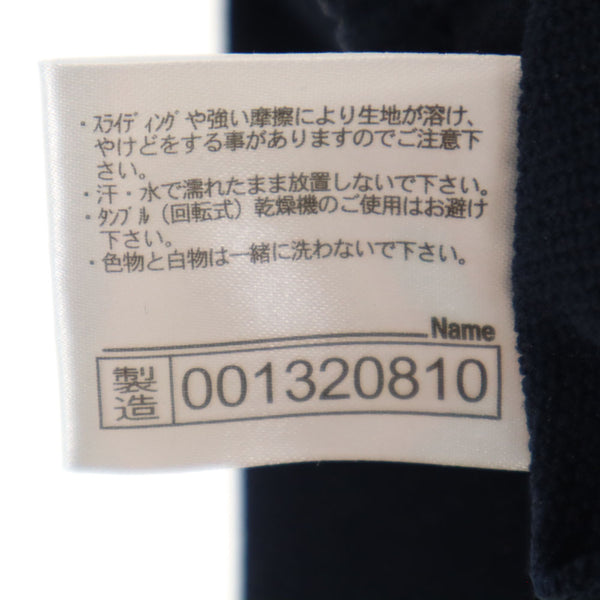 ・ｽﾗｲﾃﾞｨﾝｸﾞや強い摩擦により生地が溶け、
やけどをする事がありますのでご注意下
さい。
・汗・水で濡れたまま放置しないで下さい。
・ﾀﾝﾌﾞﾙ（回転式）乾燥機のご使用はお避け
下さい。
・色物と白物は一緒に洗わないで下さい。
Name
製造 001320810